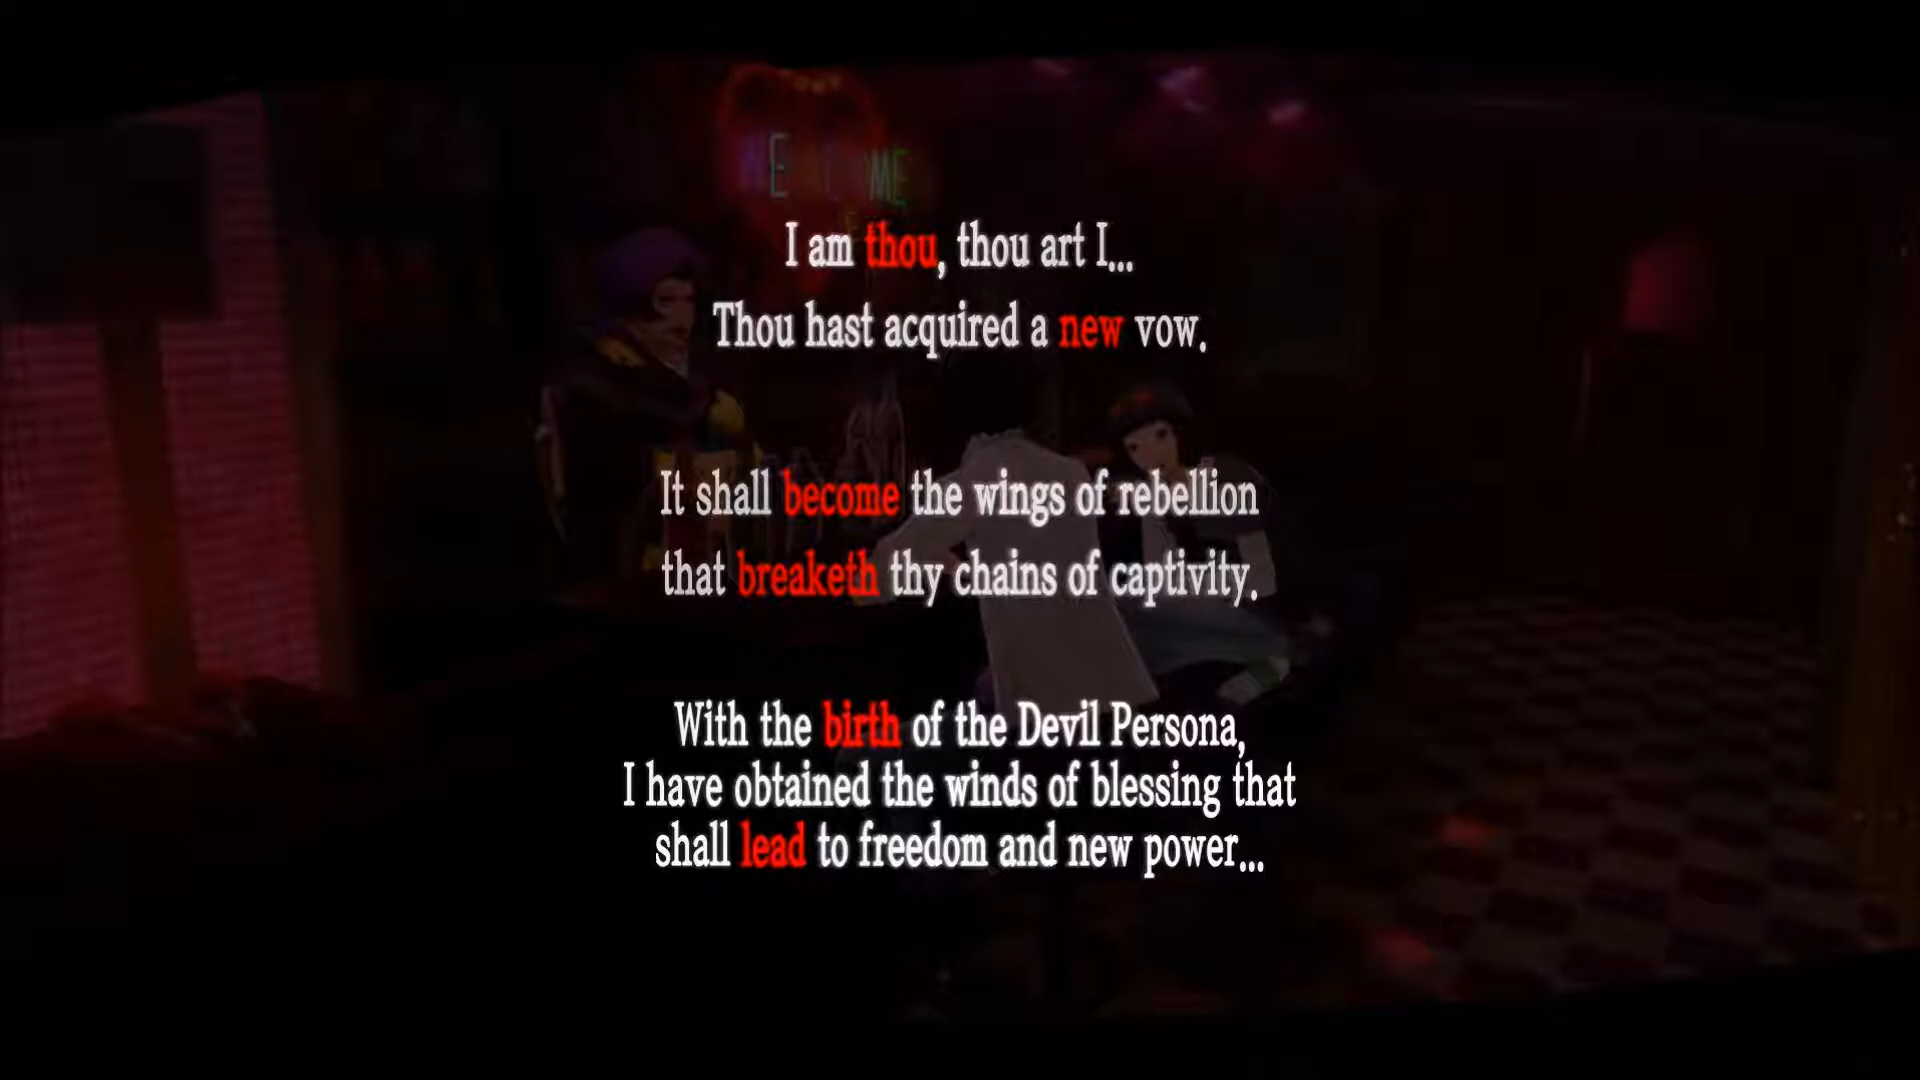 I am thou, thou art I...
Thou hast acquired a new vow.
It shall become the wings of rebellion
that breaketh thy chains of captivity.
With the birth of the Devil Persona,
I have obtained the winds of blessing that
shall lead to freedom and new power...